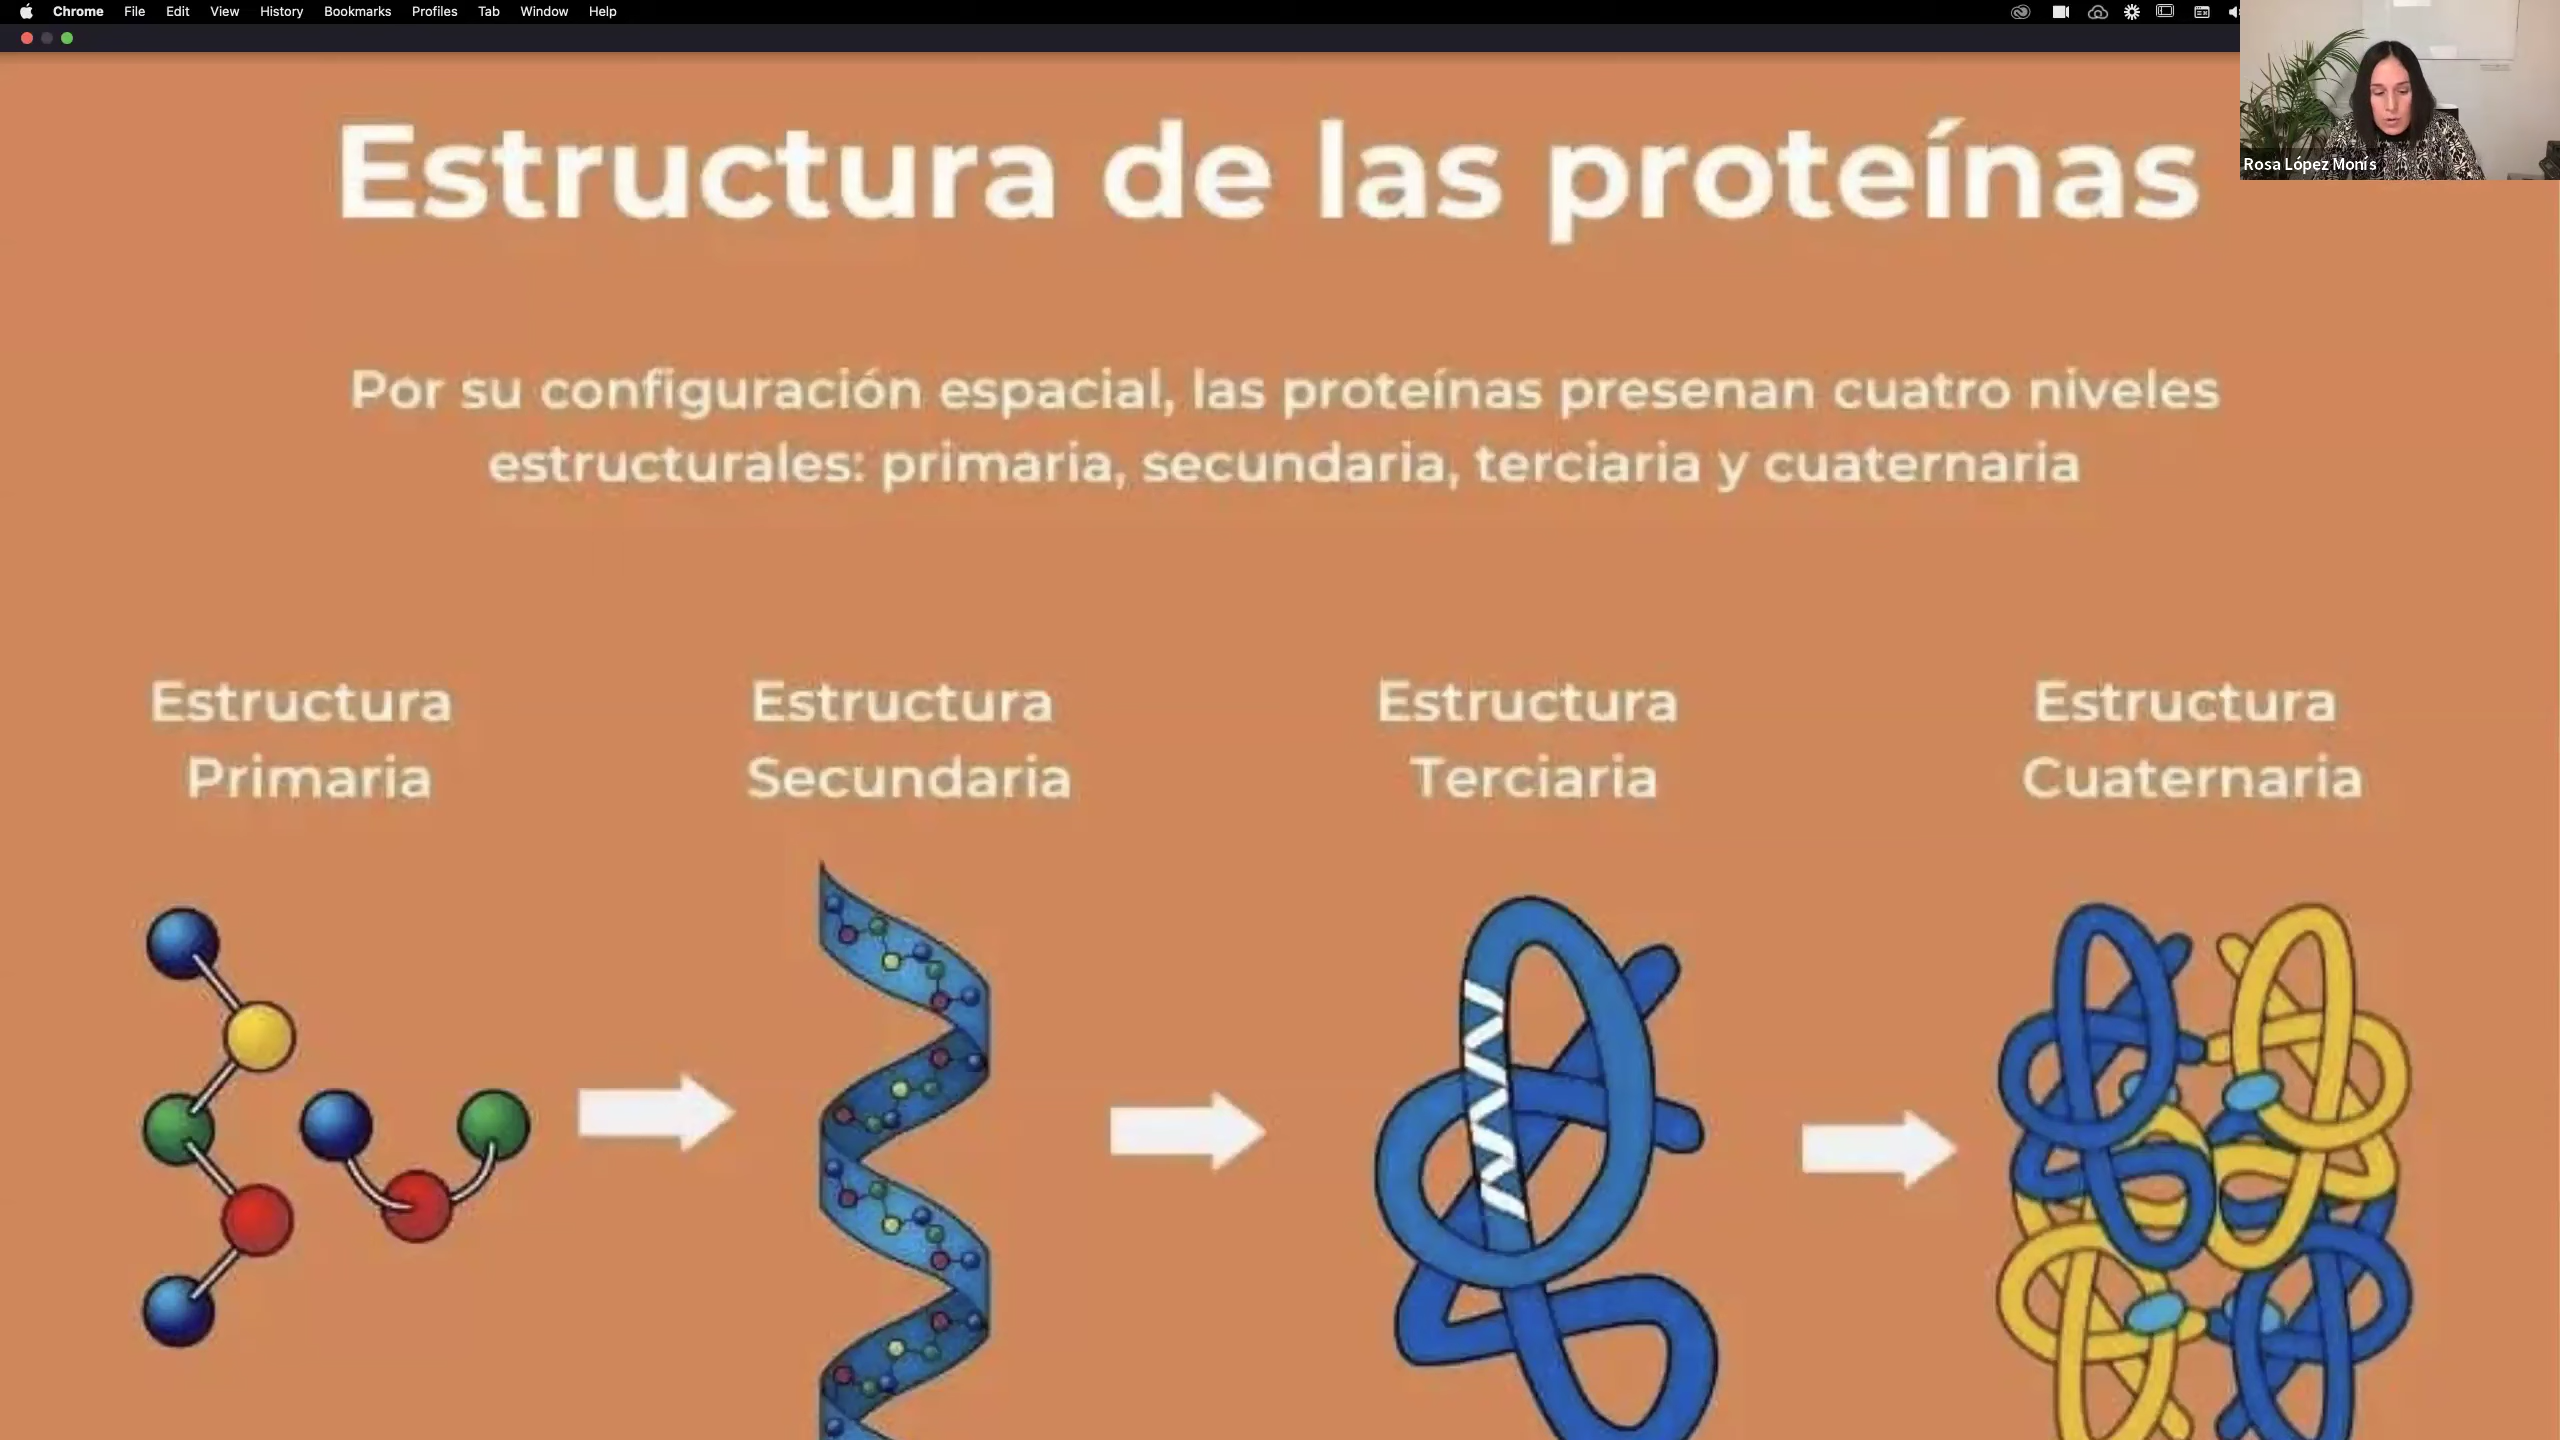 Chrome File Edit View History Bookmarks Profiles Tab Window Help
Rosa López Monís
Estructura de las proteínas
Por su configuración espacial, las proteínas presenan cuatro niveles
estructurales: primaria, secundaria, terciaria y cuaternaria
Estructura
Primaria
Estructura
Secundaria
Estructura
Terciaria
Estructura
Cuaternaria